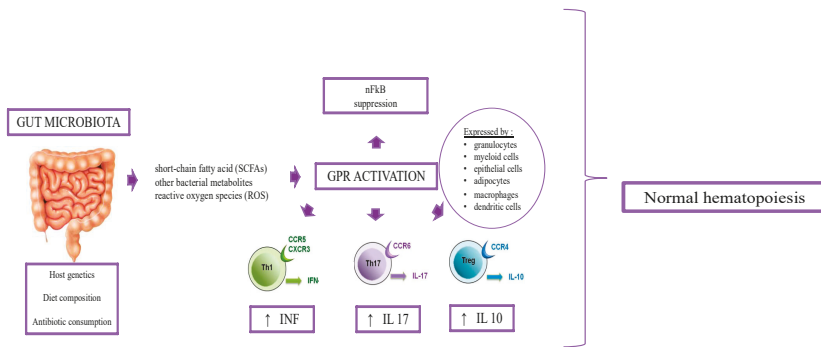 GUT MICROBIOTA
Host genetics
Diet composition
Antibiotic consumption
short-chain fatty acid (SCFAs)
other bacterial metabolites
reactive oxygen species (ROS)
nFkB
suppression
GPR ACTIVATION
Expressed by :
• granulocytes
• myeloid cells
• epithelial cells
• adipocytes
• macrophages
• dendritic cells
CCR5
CXCR3
Th1
IFN-
↑ INF
CCR6
Th17
IL-17
↑ IL 17
CCR4
Treg
IL-10
↑ IL 10
Normal hematopoiesis